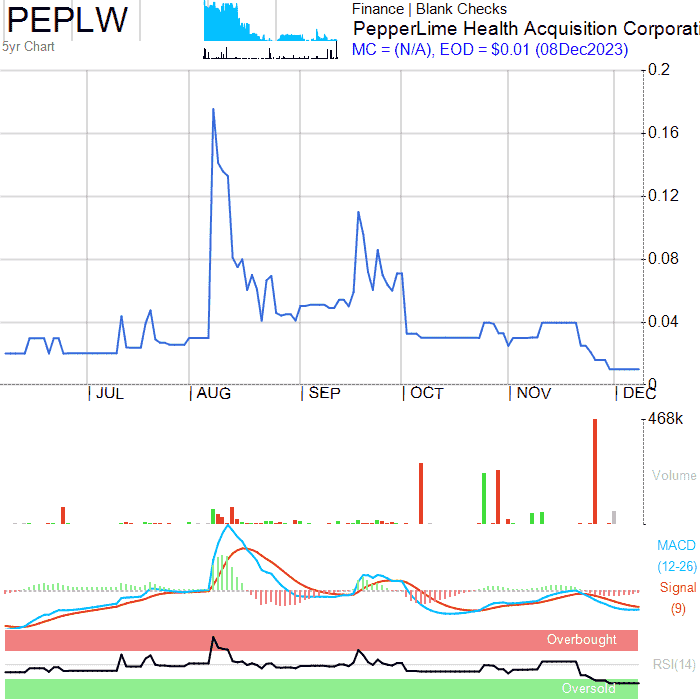 PEPLW
5yr Chart
Finance | Blank Checks
PepperLime Health Acquisition Corporati
MC = (N/A), EOD = $0.01 (08Dec2023)
0.2
0.16
0.12
0.08
0.04
0
JUL AUG SEP OCT NOV DEC
468k
Volume
MACD
(12-26)
Signal
(9)
Overbought
RSI(14)
Oversold